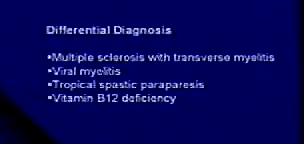 Differential Diagnosis
•Multiple sclerosis with transverse myelitis
•Viral myelitis
•Tropical spastic paraparesis
•Vitamin B12 deficiency